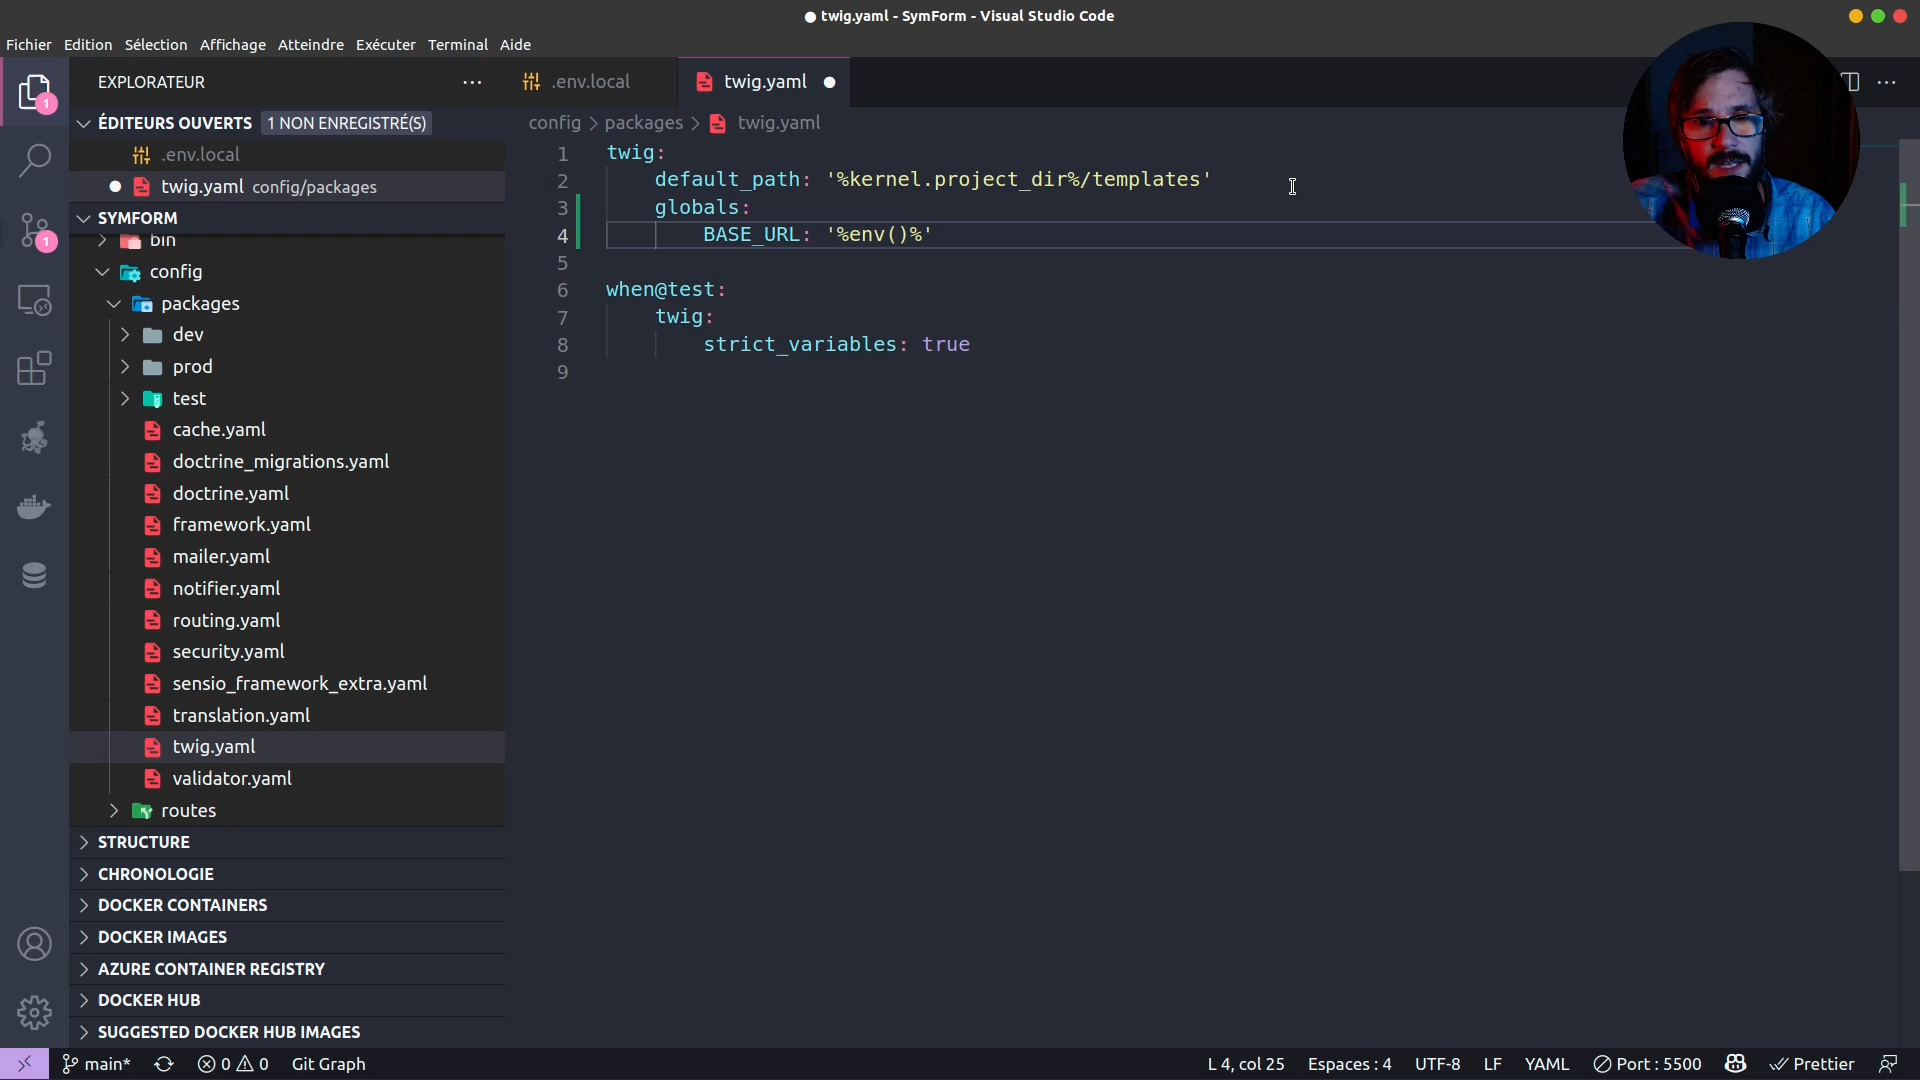 ● twig.yaml - SymForm - Visual Studio Code
Fichier Edition Sélection Affichage Atteindre Exécuter Terminal Aide
EXPLORATEUR
ÉDITEURS OUVERTS 1 NON ENREGISTRÉ(S)
.env.local
twig.yaml config/packages
SYMFORM
bin
config
packages
dev
prod
test
cache.yaml
doctrine_migrations.yaml
doctrine.yaml
framework.yaml
mailer.yaml
notifier.yaml
routing.yaml
security.yaml
sensio_framework_extra.yaml
translation.yaml
twig.yaml
validator.yaml
routes
STRUCTURE
CHRONOLOGIE
DOCKER CONTAINERS
DOCKER IMAGES
AZURE CONTAINER REGISTRY
DOCKER HUB
SUGGESTED DOCKER HUB IMAGES
1
1
.env.local twig.yaml
config > packages > twig.yaml
1 twig:
2 default_path: '%kernel.project_dir%/templates'
3 globals:
4 BASE_URL: '%env()%'
5
6 when@test:
7 twig:
8 strict_variables: true
9
main* 0 0 Git Graph L 4, col 25 Espaces : 4 UTF-8 LF YAML Port : 5500 Prettier